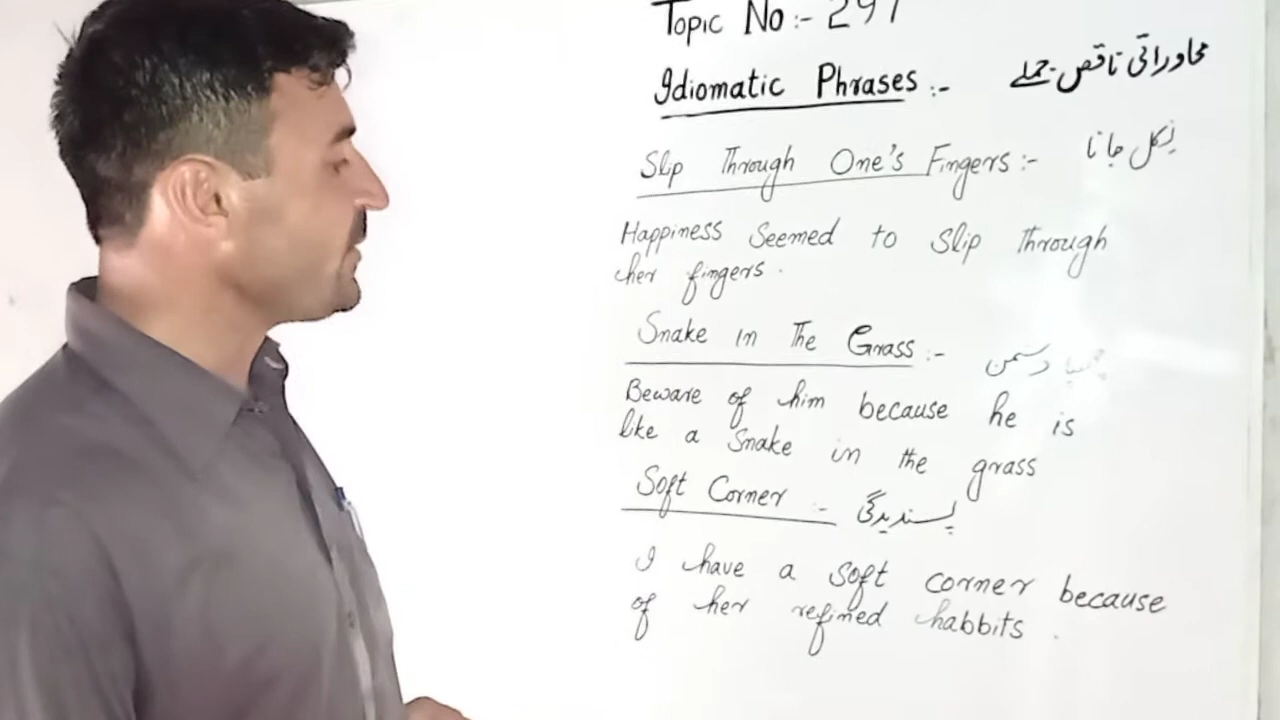 Topic No :- 297
Idiomatic Phrases :- محاوراتی ناقص جملے
Slip Through One's Fingers :- نکل جانا
Happiness Seemed to Slip Through
her fingers .
Snake in The Grass :- چھپا دشمن
Beware of him because he is
like a Snake in the grass
Soft Corner :- پسندیدگی
I have a soft corner because
of her refined habbits .